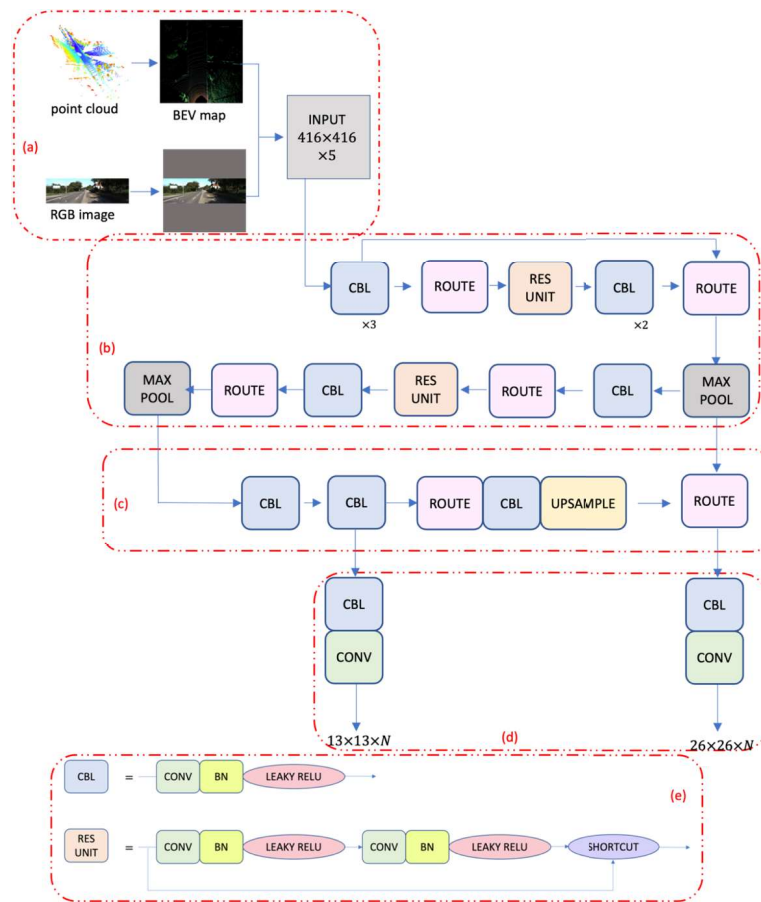 point cloud
BEV map
(a)
INPUT
416×416
×5
RGB image
CBL
×3
ROUTE
RES
UNIT
CBL
×2
ROUTE
(b)
MAX
POOL
ROUTE
CBL
RES
UNIT
ROUTE
CBL
MAX
POOL
(c)
CBL
CBL
ROUTE
CBL
UPSAMPLE
ROUTE
CBL
CONV
CBL
CONV
13×13×N
(d)
26×26×N
CBL
=
CONV
BN
LEAKY RELU
(e)
RES
UNIT
=
CONV
BN
LEAKY RELU
CONV
BN
LEAKY RELU
SHORTCUT